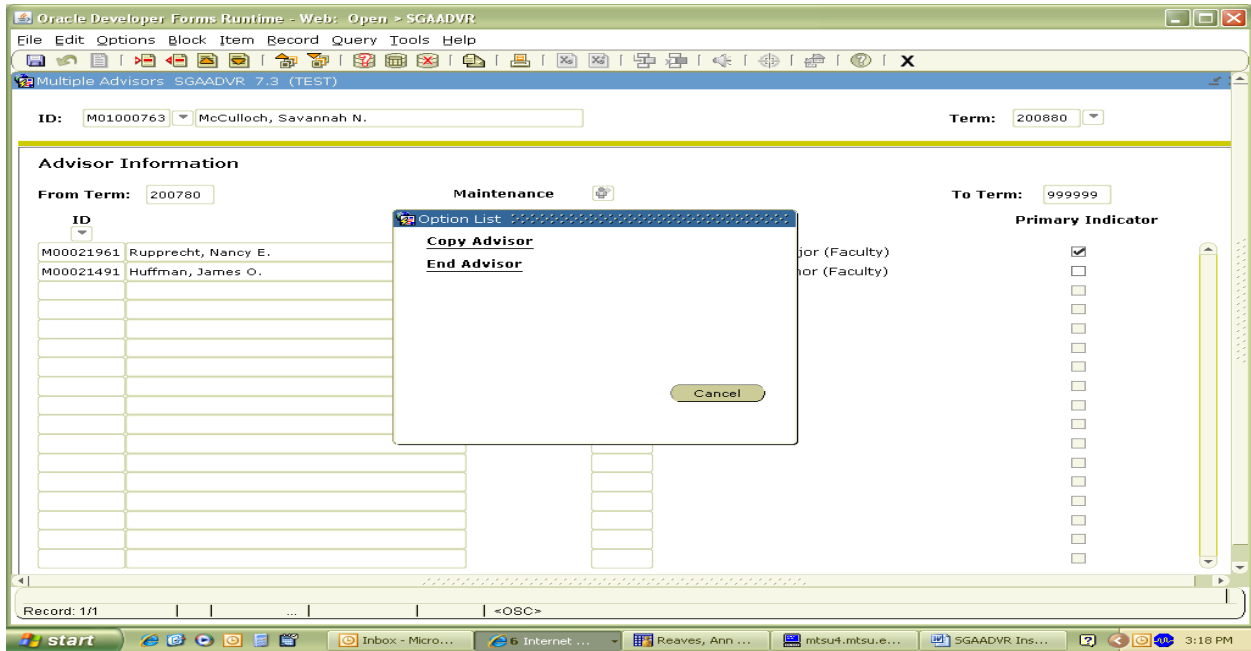 Oracle Developer Forms Runtime - Web: Open > SGAADVR
File Edit Options Block Item Record Query Tools Help
Multiple Advisors SGAADVR 7.3 (TEST)
ID: M01000763 McCulloch, Savannah N. Term: 200880
Advisor Information
From Term: 200780 Maintenance To Term: 999999
Option List
ID Primary Indicator
Copy Advisor
M00021961 Rupprecht, Nancy E. jor (Faculty)
End Advisor
M00021491 Huffman, James O. nor (Faculty)
Cancel
Record: 1/1 ... <OSC>
start Inbox - Micro... 6 Internet ... Reaves, Ann ... mtsu4.mtsu.e... SGAADVR Ins... 3:18 PM